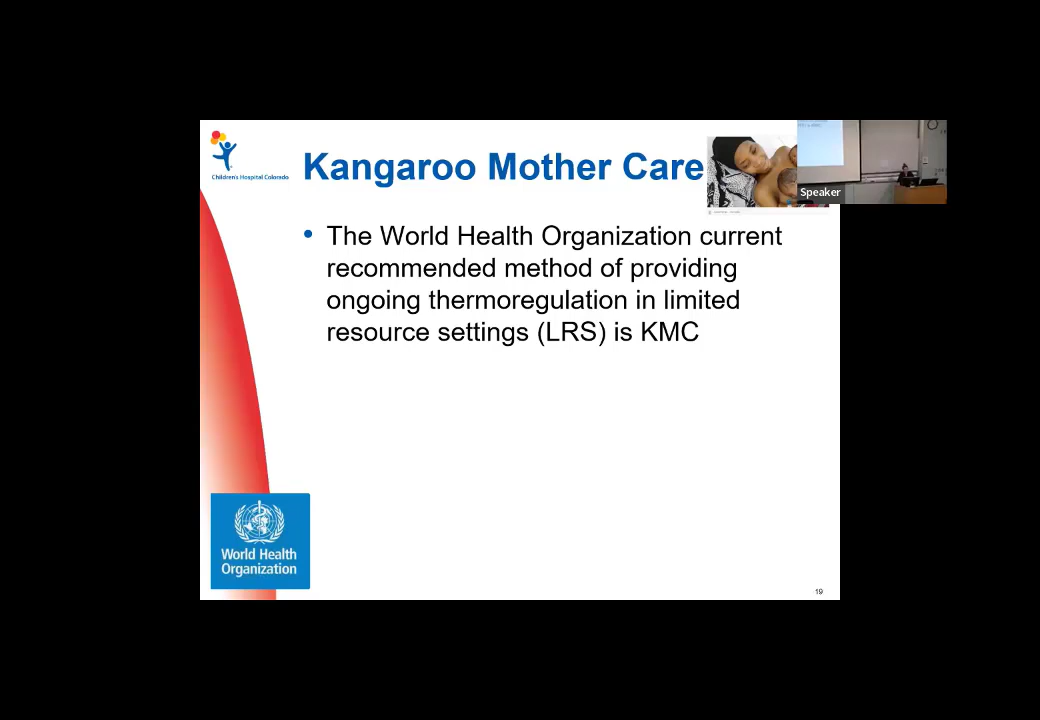 Children's Hospital Colorado
Kangaroo Mother Care
Speaker
• The World Health Organization current
recommended method of providing
ongoing thermoregulation in limited
resource settings (LRS) is KMC
World Health
Organization
19